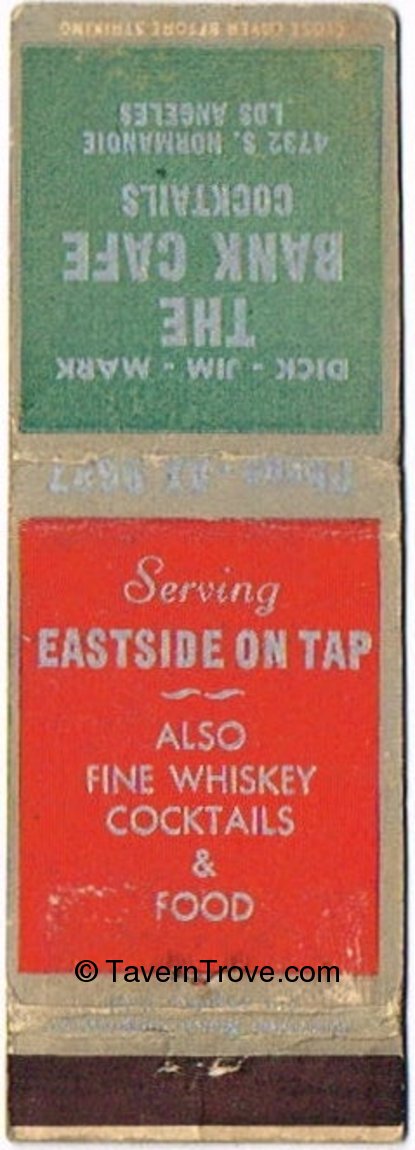 CLOSE COVER BEFORE STRIKING
DICK - JIM - MARK
THE
BANK CAFE
COCKTAILS
4732 S. NORMANDIE
LOS ANGELES
Serving
EASTSIDE ON TAP
ALSO
FINE WHISKEY
COCKTAILS
&
FOOD
© TavernTrove.com